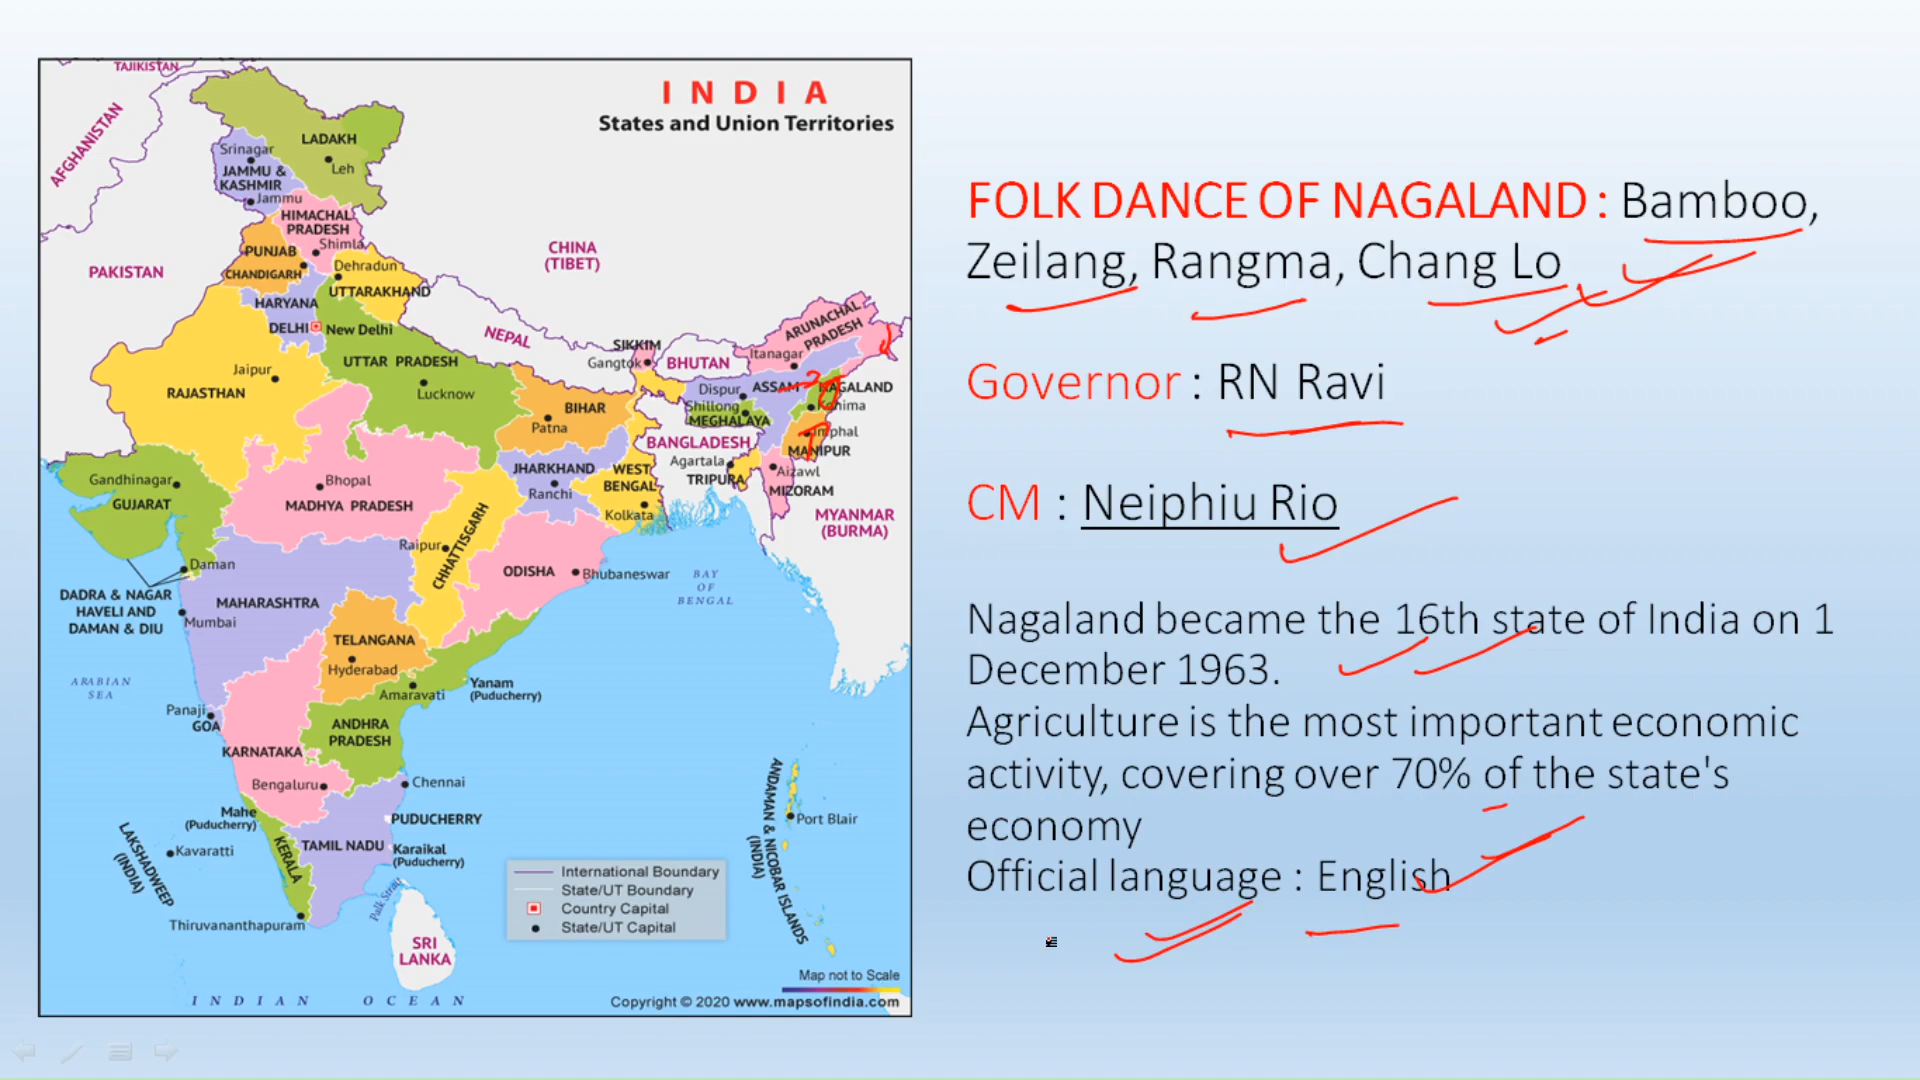 TAJIKISTAN
INDIA
States and Union Territories
AFGHANISTAN
LADAKH
Srinagar
Leh
JAMMU &
KASHMIR
Jammu
HIMACHAL
PRADESH
Shimla
CHINA
(TIBET)
PUNJAB
CHANDIGARH
Dehradun
UTTARAKHAND
PAKISTAN
HARYANA
DELHI
New Delhi
NEPAL
ARUNACHAL
PRADESH
SIKKIM
Gangtok
BHUTAN
Itanagar
UTTAR PRADESH
Lucknow
Jaipur
RAJASTHAN
Dispur
ASSAM
NAGALAND
Kohima
Shillong
MEGHALAYA
BIHAR
Patna
BANGLADESH
Imphal
MANIPUR
Agartala
TRIPURA
Aizawl
MIZORAM
MYANMAR
(BURMA)
Gandhinagar
GUJARAT
Bhopal
MADHYA PRADESH
JHARKHAND
Ranchi
WEST
BENGAL
Kolkata
Raipur
CHHATTISGARH
ODISHA
Bhubaneswar
BAY
OF
BENGAL
Daman
DADRA & NAGAR
HAVELI AND
DAMAN & DIU
MAHARASHTRA
Mumbai
TELANGANA
Hyderabad
Amaravati
Yanam
(Puducherry)
ARABIAN
SEA
Panaji
GOA
ANDHRA
PRADESH
KARNATAKA
Bengaluru
Chennai
Mahe
(Puducherry)
PUDUCHERRY
TAMIL NADU
Karaikal
(Puducherry)
KERALA
LAKSHADWEEP
(INDIA)
Kavaratti
Thiruvananthapuram
Palk Strait
SRI
LANKA
ANDAMAN & NICOBAR ISLANDS
(INDIA)
Port Blair
International Boundary
State/UT Boundary
Country Capital
State/UT Capital
INDIAN OCEAN
Map not to Scale
Copyright © 2020 www.mapsofindia.com
FOLK DANCE OF NAGALAND : Bamboo,
Zeilang, Rangma, Chang Lo
Governor : RN Ravi
CM : Neiphiu Rio
Nagaland became the 16th state of India on 1
December 1963.
Agriculture is the most important economic
activity, covering over 70% of the state's
economy
Official language : English